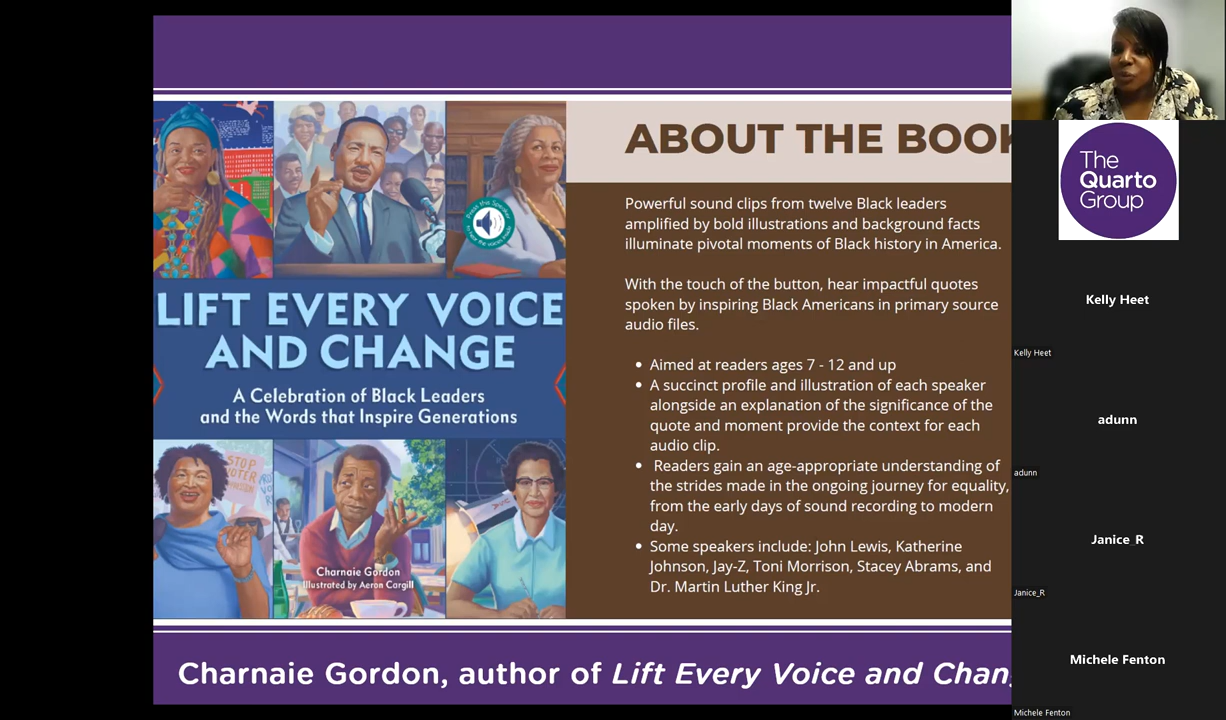 ABOUT THE BOOK
Powerful sound clips from twelve Black leaders
amplified by bold illustrations and background facts
illuminate pivotal moments of Black history in America.
With the touch of the button, hear impactful quotes
spoken by inspiring Black Americans in primary source
audio files.
• Aimed at readers ages 7 - 12 and up
• A succinct profile and illustration of each speaker
alongside an explanation of the significance of the
quote and moment provide the context for each
audio clip.
• Readers gain an age-appropriate understanding of
the strides made in the ongoing journey for equality,
from the early days of sound recording to modern
day.
• Some speakers include: John Lewis, Katherine
Johnson, Jay-Z, Toni Morrison, Stacey Abrams, and
Dr. Martin Luther King Jr.
Press this Speaker
LIFT EVERY VOICE
AND CHANGE
A Celebration of Black Leaders
and the Words that Inspire Generations
STOP
Charnaie Gordon
Illustrated by Aeron Cargill
Charnaie Gordon, author of Lift Every Voice and Chan
The
Quarto
Group
Kelly Heet
Kelly Heet
adunn
adunn
Janice_R
Janice_R
Michele Fenton
Michele Fenton